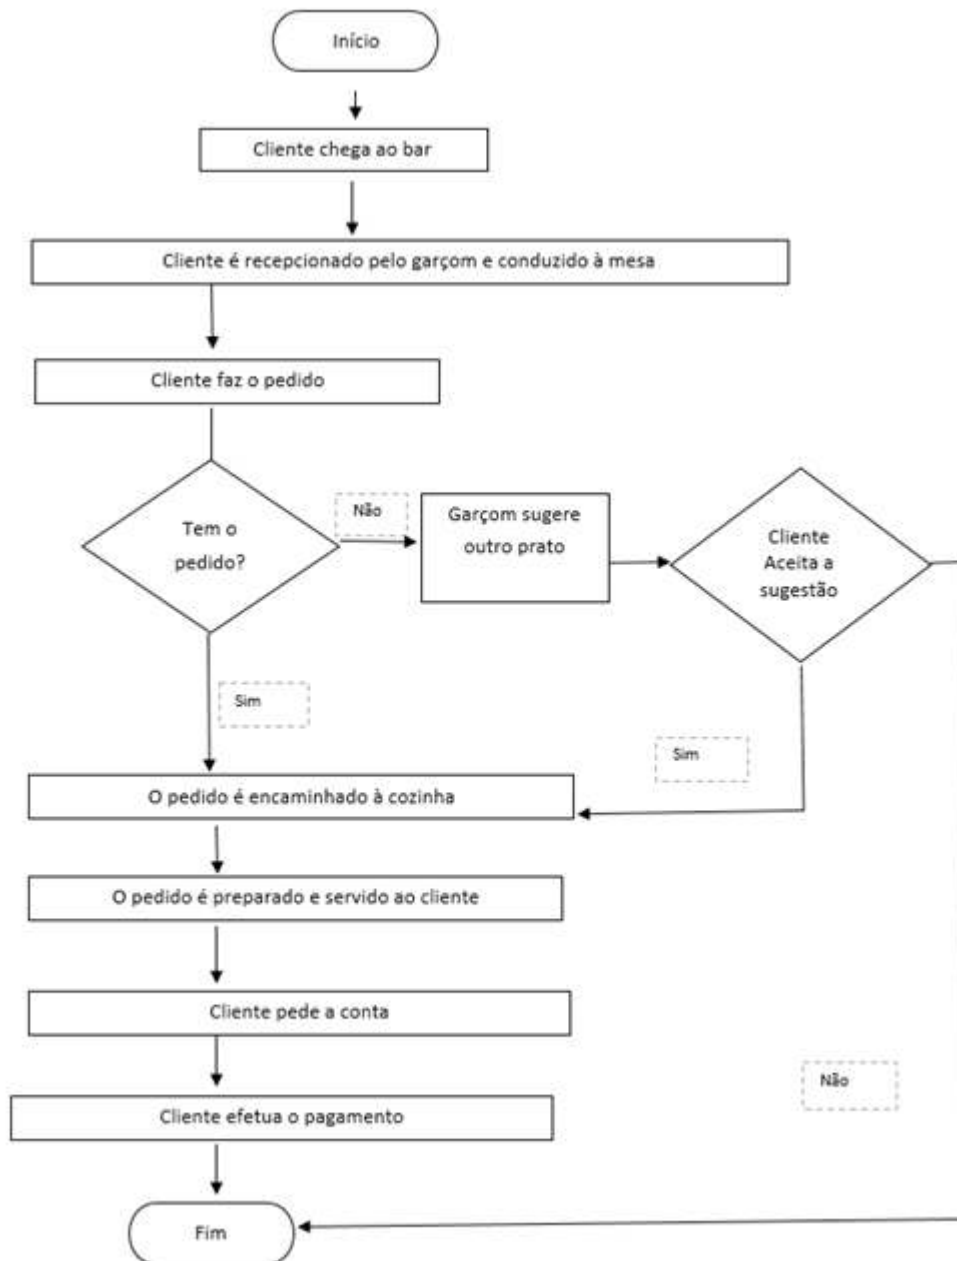 Início
Cliente chega ao bar
Cliente é recepcionado pelo garçom e conduzido à mesa
Cliente faz o pedido
Tem o
pedido?
Não
Garçom sugere
outro prato
Cliente
Aceita a
sugestão
Sim
Sim
O pedido é encaminhado à cozinha
O pedido é preparado e servido ao cliente
Cliente pede a conta
Não
Cliente efetua o pagamento
Fim